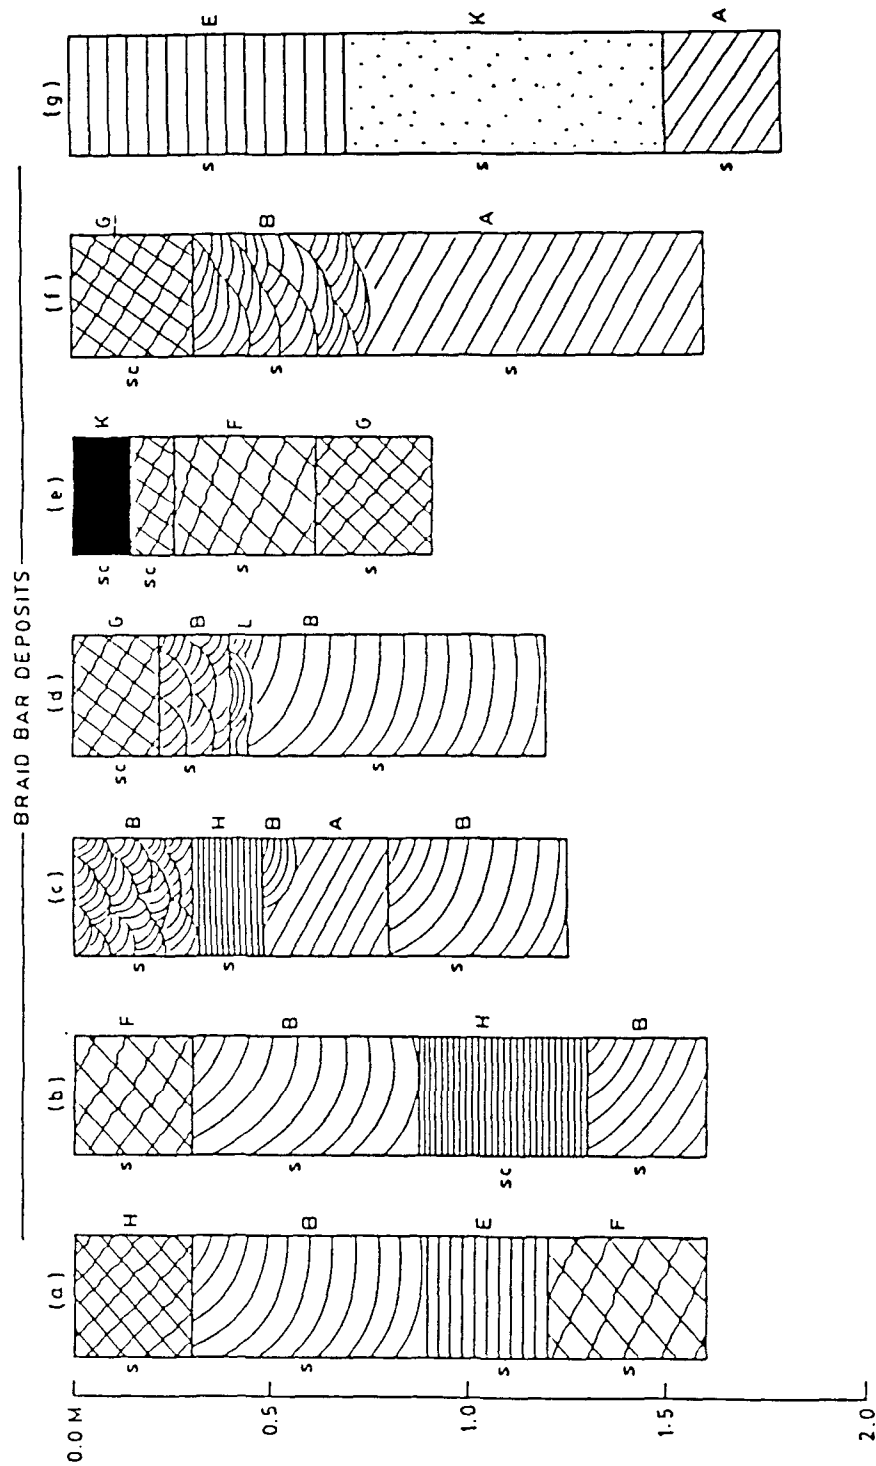 BRAID BAR DEPOSITS
(a) (b) (c) (d) (e) (f) (g)
0.0 M
0.5
1.0
1.5
2.0
s H
s B
s E
s F
s F
s B
sc H
s B
s B
s H
B
A
s B
sc G
s B
L
s B
sc K
sc
s F
s G
sc G
s B
s A
s E
s K
s A